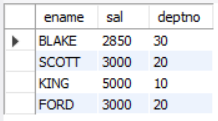 ename sal deptno
BLAKE 2850 30
SCOTT 3000 20
KING 5000 10
FORD 3000 20